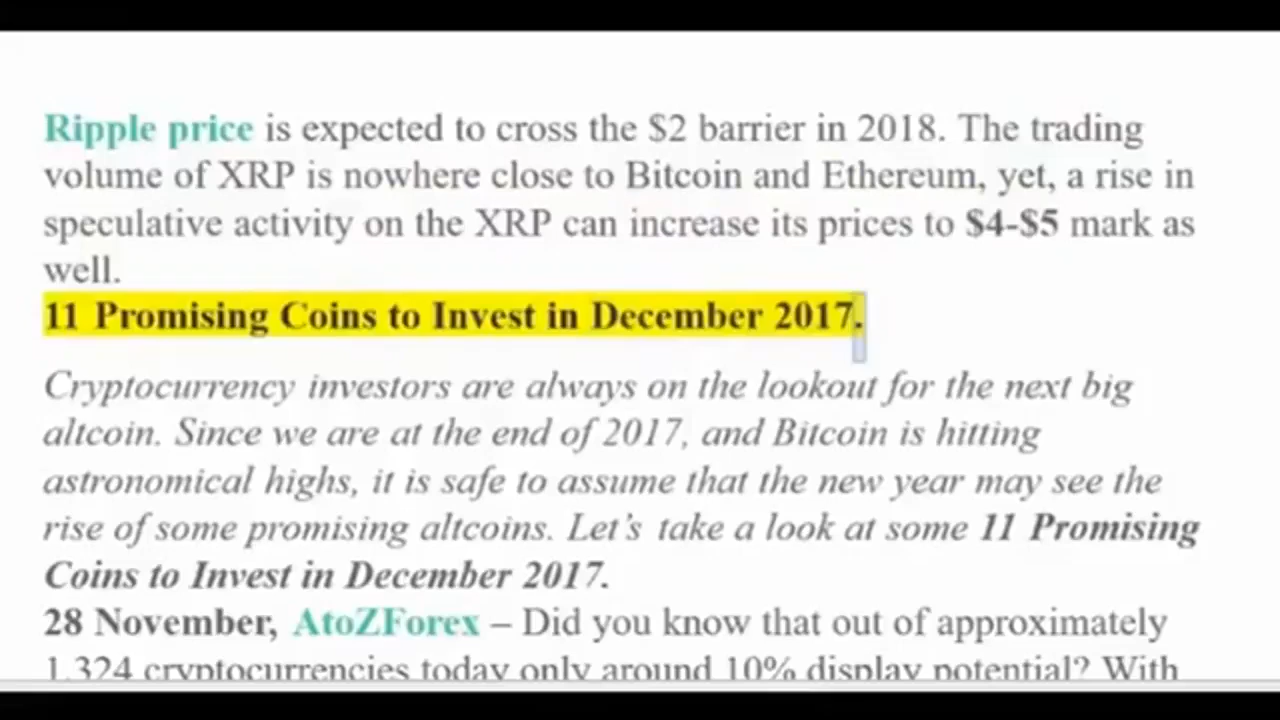 Ripple price is expected to cross the $2 barrier in 2018. The trading
volume of XRP is nowhere close to Bitcoin and Ethereum, yet, a rise in
speculative activity on the XRP can increase its prices to $4-$5 mark as
well.
11 Promising Coins to Invest in December 2017.
Cryptocurrency investors are always on the lookout for the next big
altcoin. Since we are at the end of 2017, and Bitcoin is hitting
astronomical highs, it is safe to assume that the new year may see the
rise of some promising altcoins. Let’s take a look at some 11 Promising
Coins to Invest in December 2017.
28 November, AtoZForex – Did you know that out of approximately
1,324 cryptocurrencies today only around 10% display potential? With